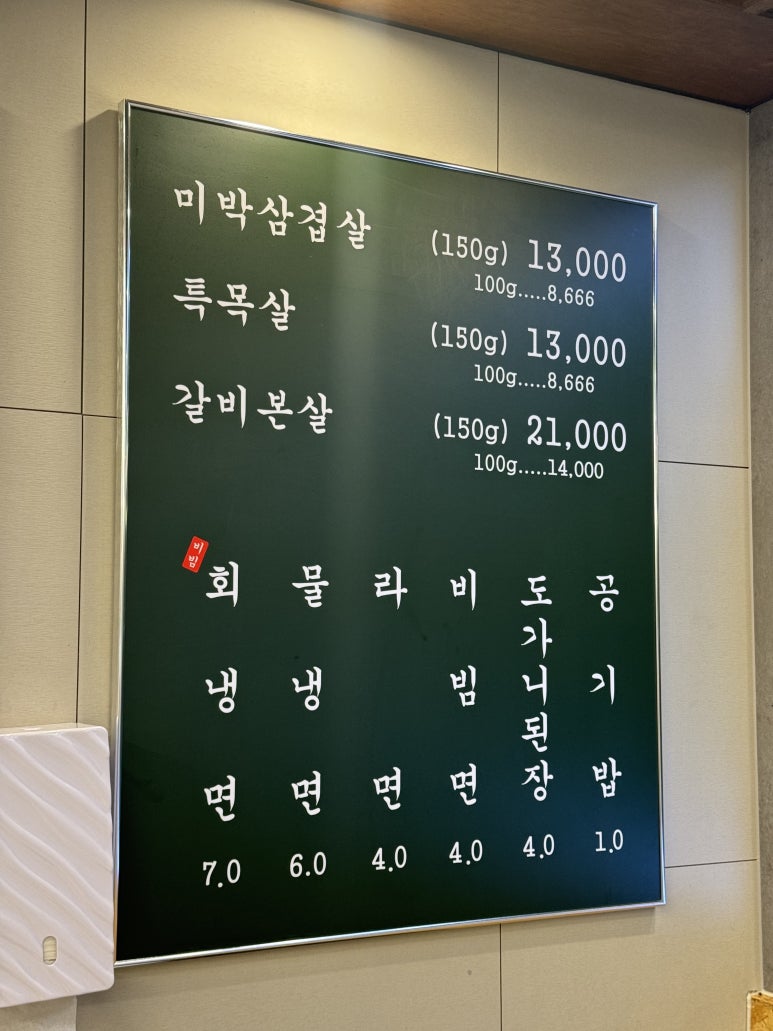 미박삼겹살 (150g) 13,000
100g.....8,666
특목살 (150g) 13,000
100g.....8,666
갈비본살 (150g) 21,000
100g.....14,000
비빔
회냉면 7.0
물냉면 6.0
라면 4.0
비빔면 4.0
도가니된장 4.0
공기밥 1.0